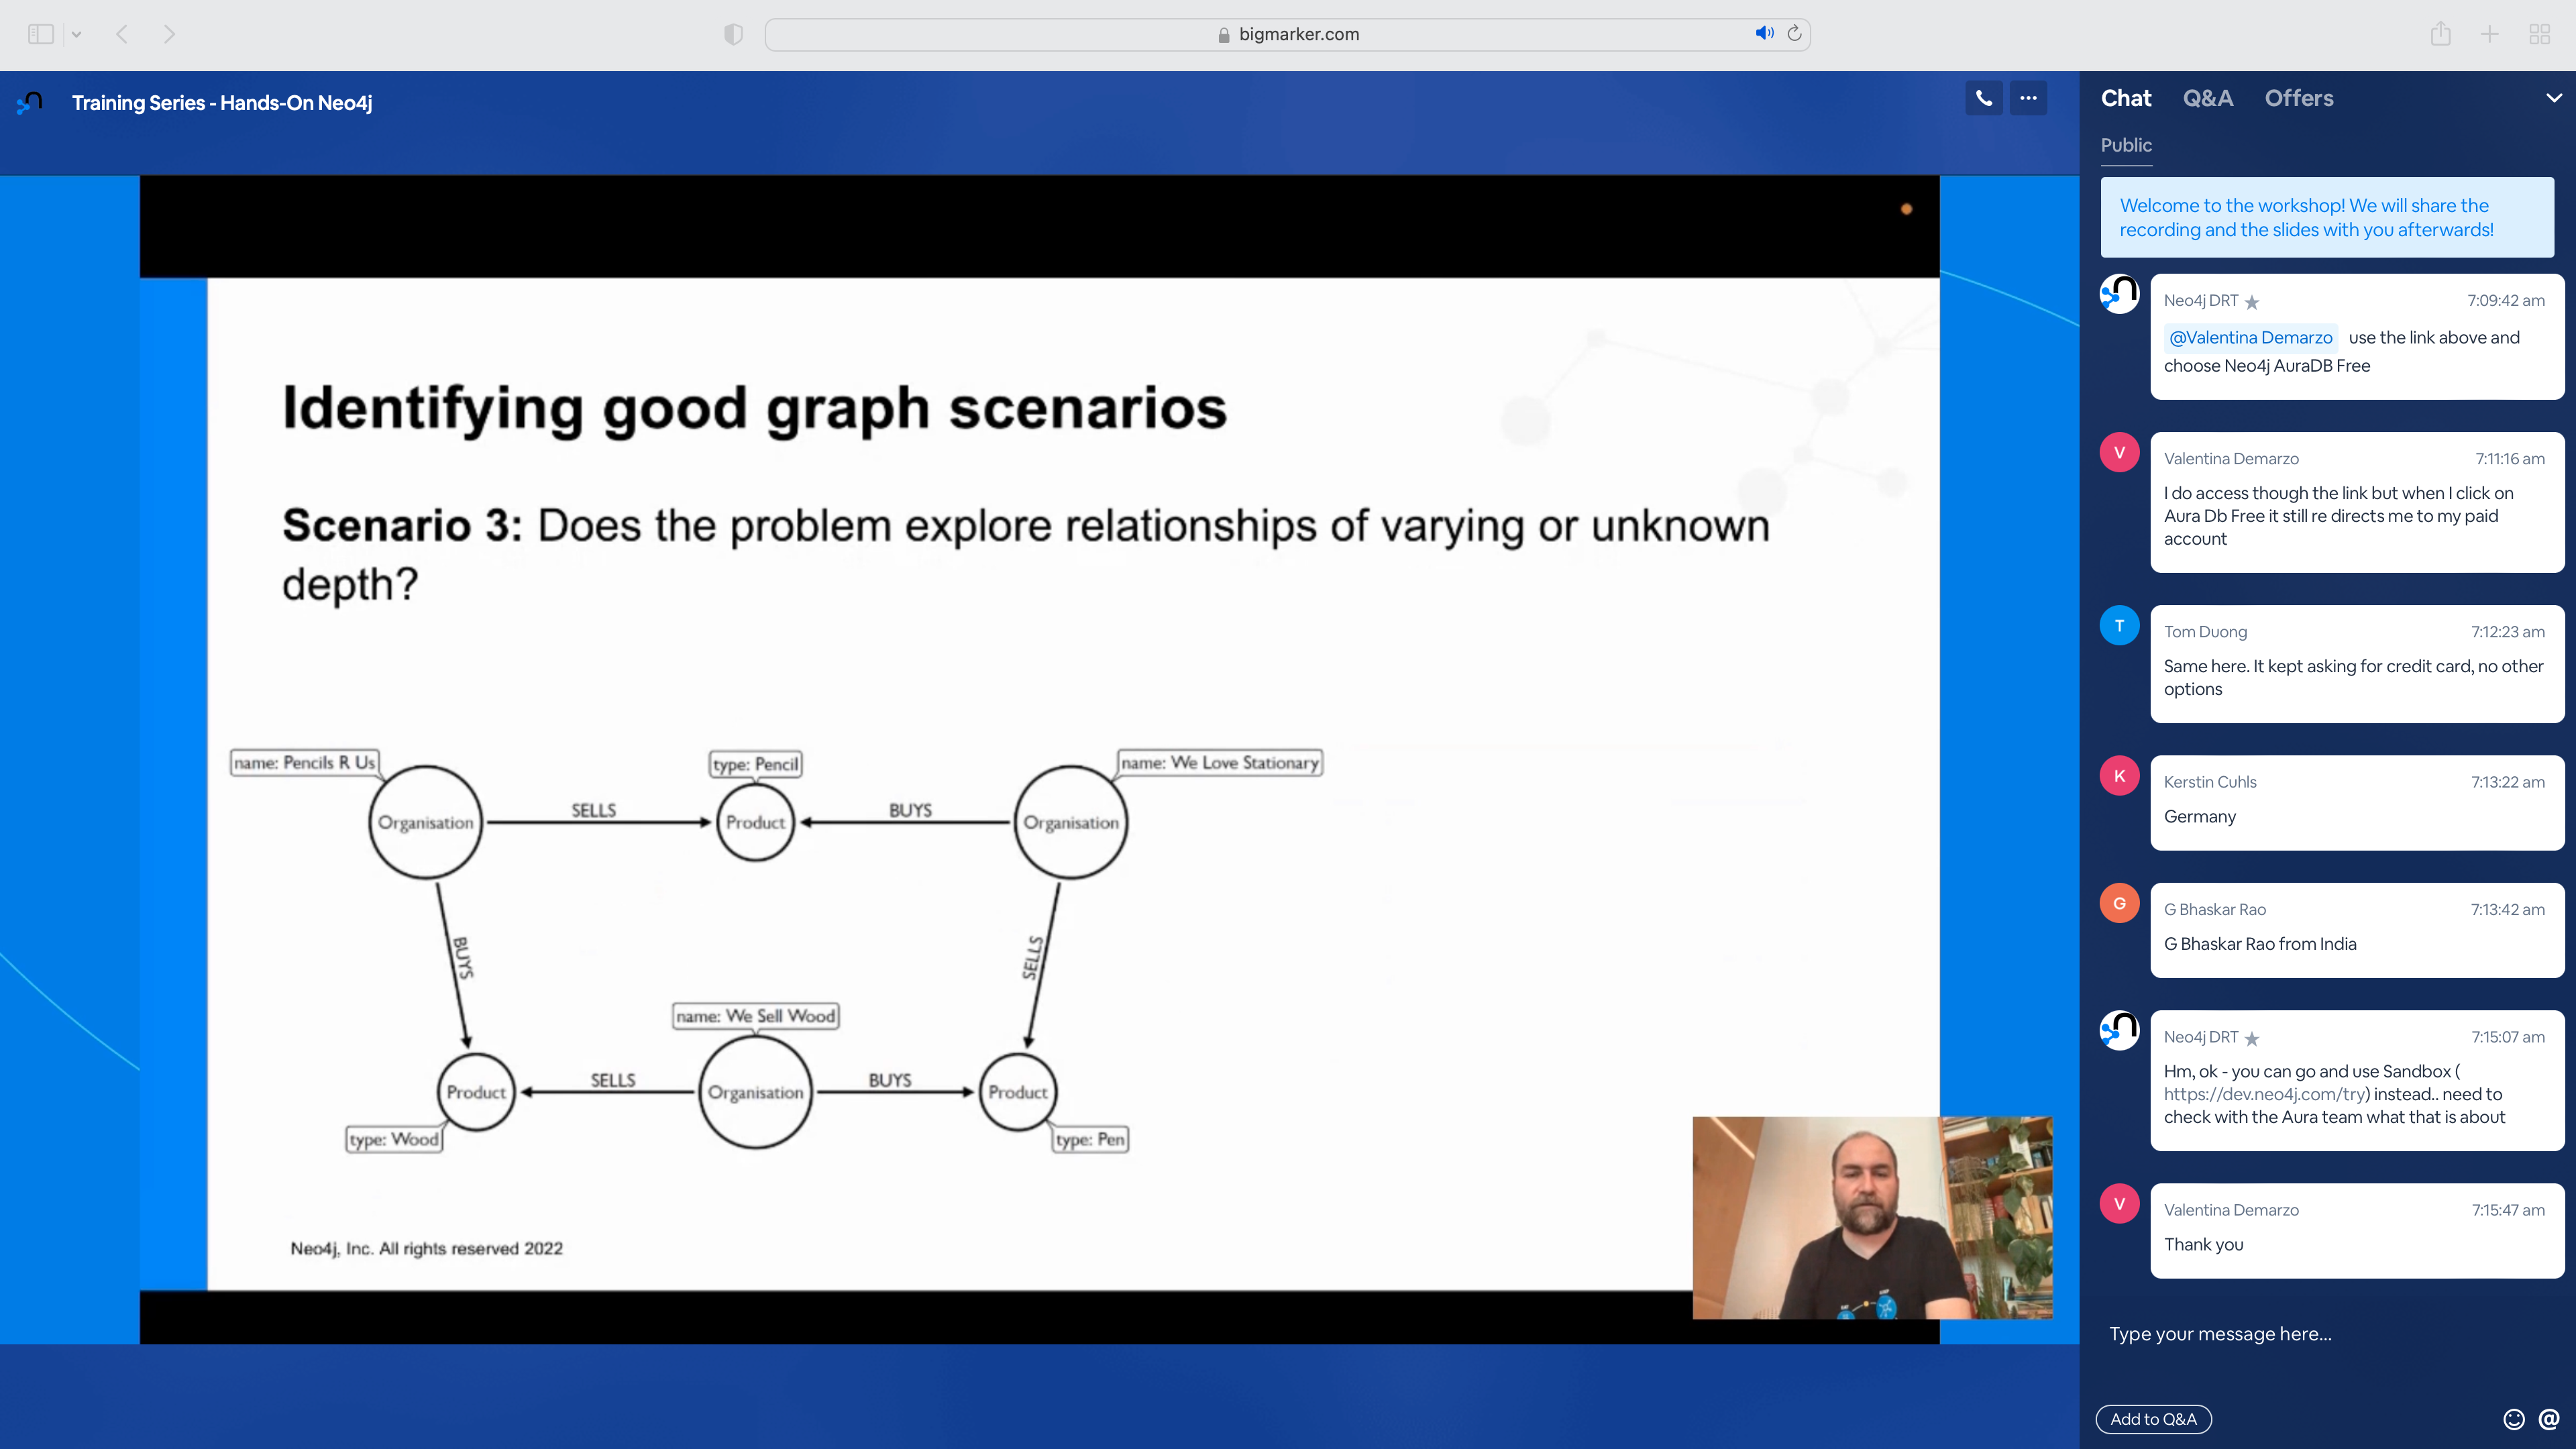 bigmarker.com
Training Series - Hands-On Neo4j
Identifying good graph scenarios
Scenario 3: Does the problem explore relationships of varying or unknown
depth?
name: Pencils R Us
type: Pencil
name: We Love Stationary
Organisation
SELLS
Product
BUYS
Organisation
BUYS
SELLS
name: We Sell Wood
Product
SELLS
Organisation
BUYS
Product
type: Wood
type: Pen
Neo4j, Inc. All rights reserved 2022
Chat
Q&A
Offers
Public
Welcome to the workshop! We will share the
recording and the slides with you afterwards!
Neo4j DRT
7:09:42 am
@Valentina Demarzo use the link above and
choose Neo4j AuraDB Free
V
Valentina Demarzo
7:11:16 am
I do access though the link but when I click on
Aura Db Free it still re directs me to my paid
account
T
Tom Duong
7:12:23 am
Same here. It kept asking for credit card, no other
options
K
Kerstin Cuhls
7:13:22 am
Germany
G
G Bhaskar Rao
7:13:42 am
G Bhaskar Rao from India
Neo4j DRT
7:15:07 am
Hm, ok - you can go and use Sandbox (
https://dev.neo4j.com/try) instead.. need to
check with the Aura team what that is about
V
Valentina Demarzo
7:15:47 am
Thank you
Type your message here...
Add to Q&A
@